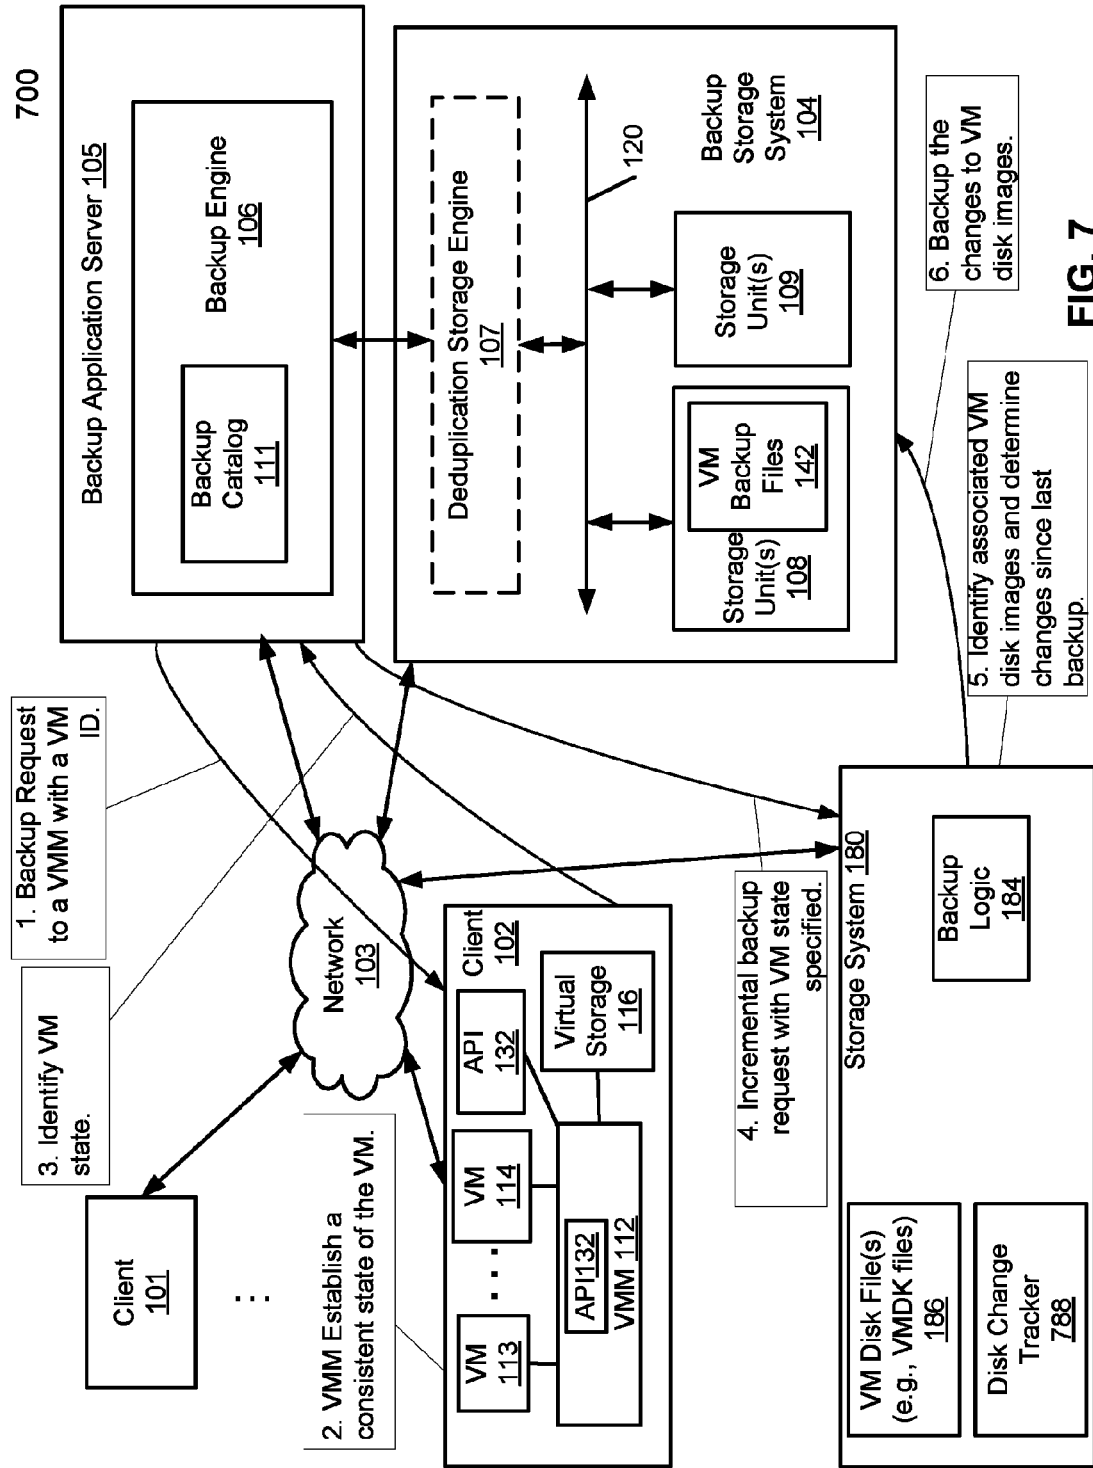 700
Backup Application Server 105
Backup Engine
106
Backup
Catalog
111
1. Backup Request
to a VMM with a VM
ID.
3. Identify VM
state.
Client
101
...
Network
103
2. VMM Establish a
consistent state of the VM.
Client
102
VM
113
...
VM
114
API
132
API132
VMM 112
Virtual
Storage
116
Deduplication Storage Engine
107
120
Backup
Storage
System
104
Storage
Unit(s)
108
VM
Backup
Files
142
Storage
Unit(s)
109
4. Incremental backup
request with VM state
specified.
Storage System 180
VM Disk File(s)
(e.g., VMDK files)
186
Disk Change
Tracker
788
Backup
Logic
184
5. Identify associated VM
disk images and determine
changes since last
backup.
6. Backup the
changes to VM
disk images.
FIG. 7